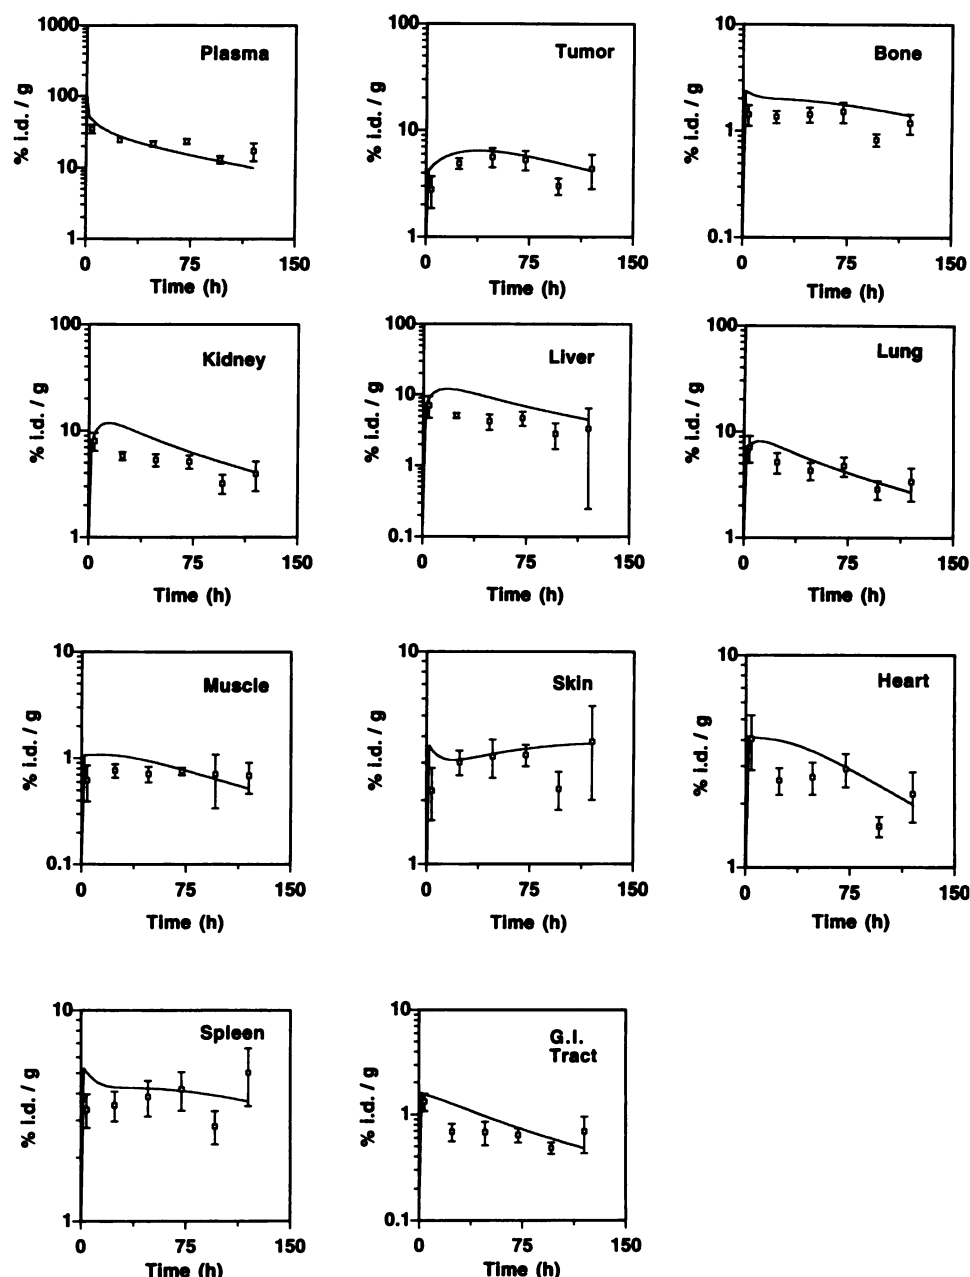 1000
100
10
1
% i.d. / g
Plasma
0 75 150
Time (h)
100
10
1
% i.d. / g
Tumor
0 75 150
Time (h)
10
1
0.1
% i.d. / g
Bone
0 75 150
Time (h)
100
10
1
% i.d. / g
Kidney
0 75 150
Time (h)
100
10
1
0.1
% i.d. / g
Liver
0 75 150
Time (h)
100
10
1
% i.d. / g
Lung
0 75 150
Time (h)
10
1
0.1
% i.d. / g
Muscle
0 75 150
Time (h)
10
1
% i.d. / g
Skin
0 75 150
Time (h)
10
1
% i.d. / g
Heart
0 75 150
Time (h)
10
1
% i.d. / g
Spleen
0 75 150
Time (h)
10
1
0.1
% i.d. / g
G.I.
Tract
0 75 150
Time (h)